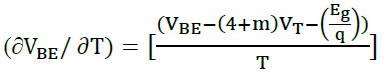 (∂V_BE/ ∂T) = [(V_BE−(4+m)V_T−(E_g/q))/T]